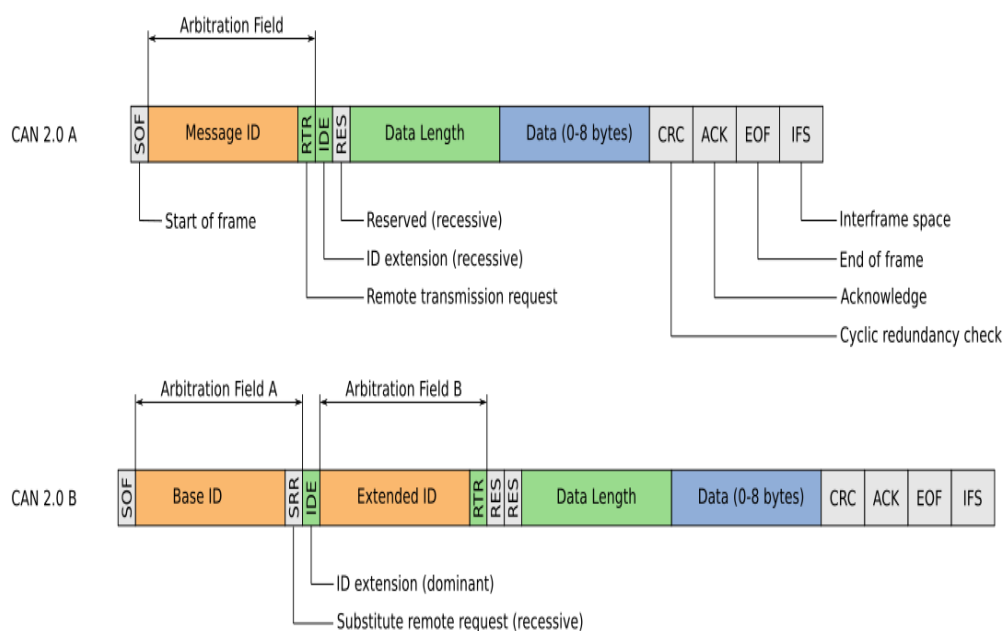 Arbitration Field
CAN 2.0 A
SOF
Message ID
RTR
IDE
RES
Data Length
Data (0-8 bytes)
CRC
ACK
EOF
IFS
Start of frame
Reserved (recessive)
ID extension (recessive)
Remote transmission request
Interframe space
End of frame
Acknowledge
Cyclic redundancy check
Arbitration Field A
Arbitration Field B
CAN 2.0 B
SOF
Base ID
SRR
IDE
Extended ID
RTR
RES
RES
Data Length
Data (0-8 bytes)
CRC
ACK
EOF
IFS
ID extension (dominant)
Substitute remote request (recessive)